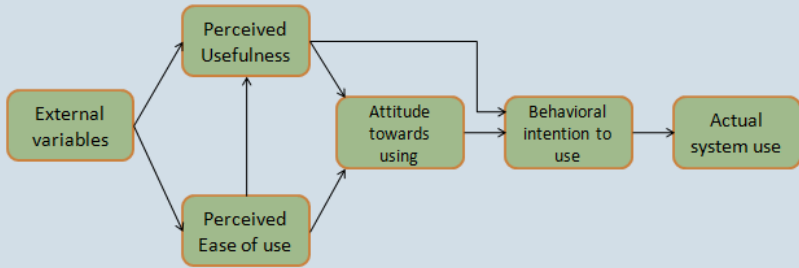 Perceived
Usefulness
External
variables
Attitude
towards
using
Behavioral
intention to
use
Actual
system use
Perceived
Ease of use